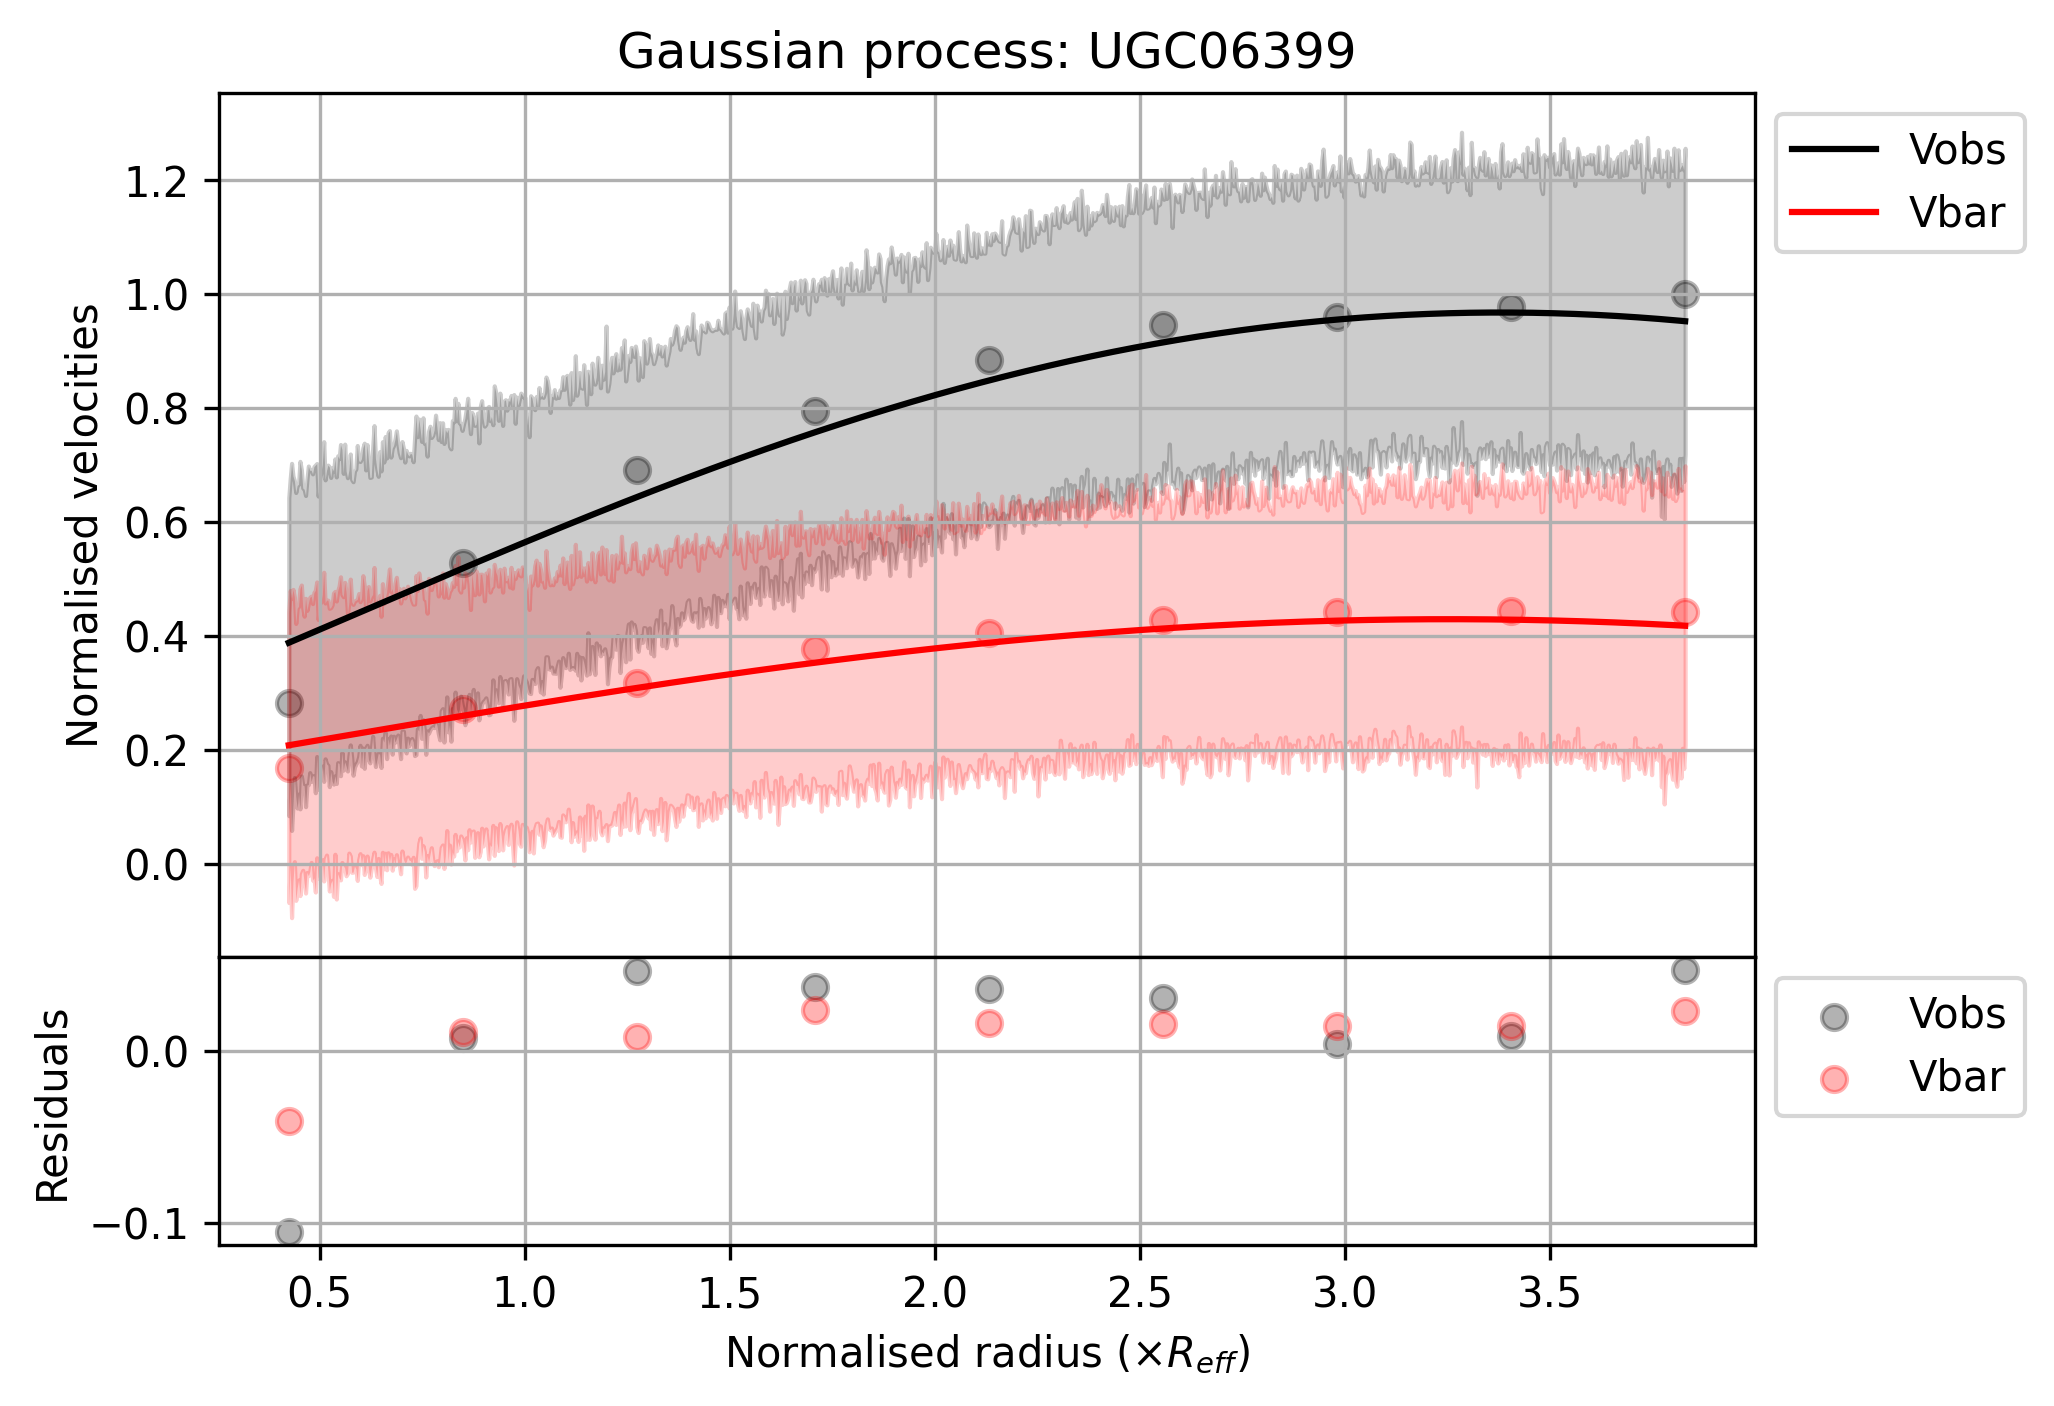 Gaussian process: UGC06399
Normalised velocities
1.2
1.0
0.8
0.6
0.4
0.2
0.0
Vobs
Vbar
Residuals
0.0
−0.1
Vobs
Vbar
0.5 1.0 1.5 2.0 2.5 3.0 3.5
Normalised radius (×R_eff)